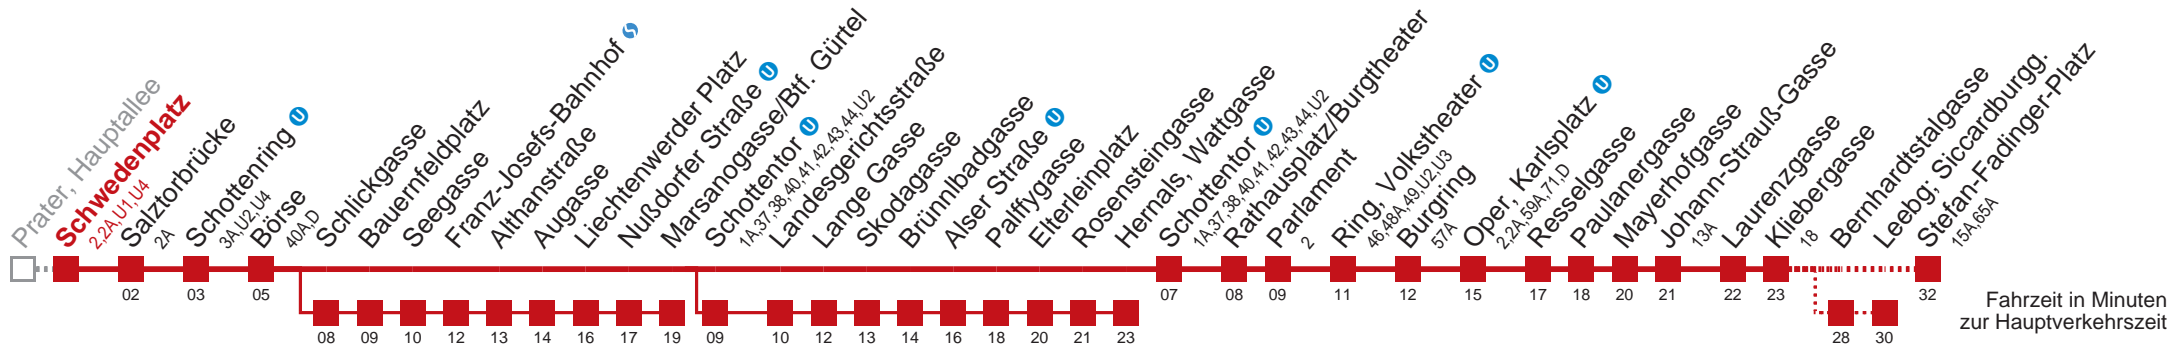 Prater, Hauptallee
Schwedenplatz
2,2A,U1,U4
Salztorbrücke
2A
Schottenring U
3A,U2,U4
Börse
40A,D
Schlickgasse
Bauernfeldplatz
Seegasse
Franz-Josefs-Bahnhof
Althanstraße
Augasse
Liechtenwerder Platz
Nußdorfer Straße U
Marsanogasse/Btf. Gürtel
Schottentor U
1A,37,38,40,41,42,43,44,U2
Landesgerichtsstraße
Lange Gasse
Skodagasse
Brünnlbadgasse
Alser Straße U
Palffygasse
Elterleinplatz
Rosensteingasse
Hernals, Wattgasse
Schottentor U
1A,37,38,40,41,42,43,44,U2
Rathausplatz/Burgtheater
Parlament
2
Ring, Volkstheater U
46,48A,49,U2,U3
Burgring
57A
Oper, Karlsplatz U
2,2A,59A,71,D
Resselgasse
Paulanergasse
Mayerhofgasse
Johann-Strauß-Gasse
13A
Laurenzgasse
Kliebergasse
18
Bernhardtstalgasse
Leebg; Siccardburgg.
Stefan-Fadinger-Platz
15A,65A
02 03 05 07 08 09 11 12 15 17 18 20 21 22 23 32
08 09 10 12 13 14 16 17 19 09 10 12 13 14 16 18 20 21 23 28 30
Fahrzeit in Minuten
zur Hauptverkehrszeit